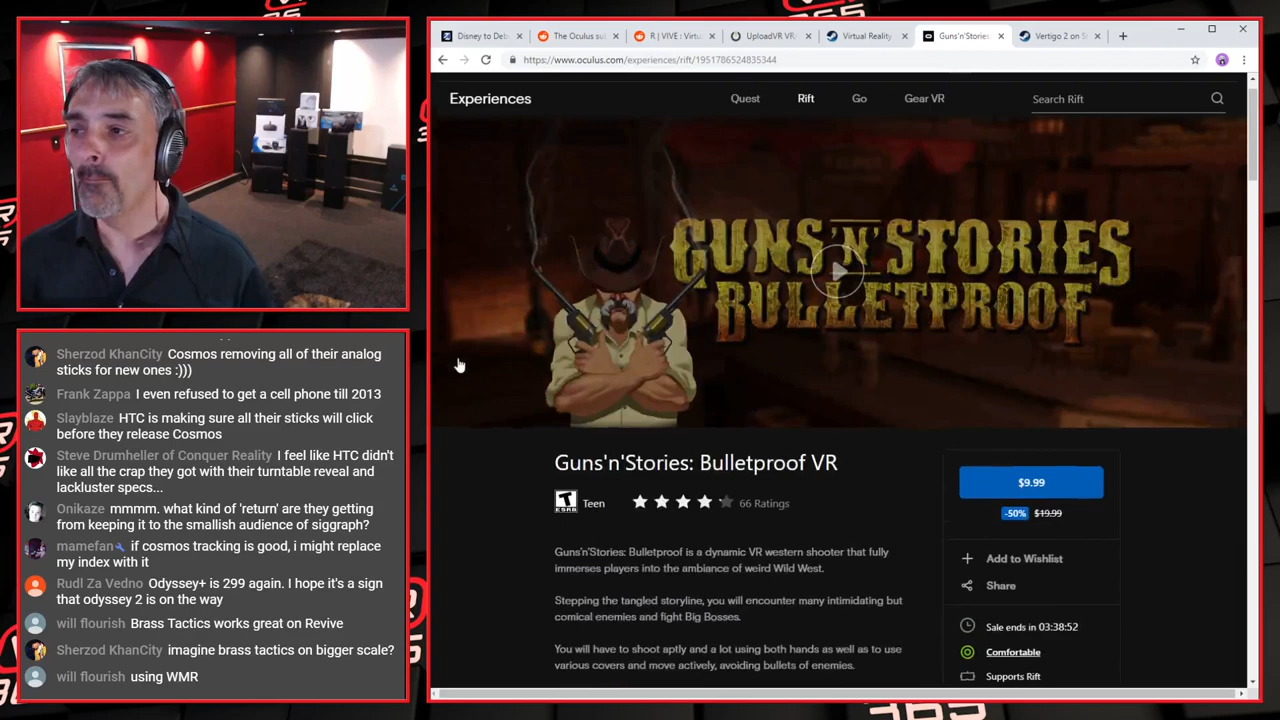 Disney to Deb
The Oculus su
R | VIVE : Virtu
UploadVR VR/
Virtual Reality
Guns'n'Stories:
Vertigo 2 on S
https://www.oculus.com/experiences/rift/1951786524835344
Experiences
Quest
Rift
Go
Gear VR
Search Rift
GUNS'N'STORIES
BULLETPROOF
Guns'n'Stories: Bulletproof VR
Teen
66 Ratings
$9.99
-50% $19.99
Guns'n'Stories: Bulletproof is a dynamic VR western shooter that fully
immerses players into the ambiance of weird Wild West.
Stepping the tangled storyline, you will encounter many intimidating but
comical enemies and fight Big Bosses.
You will have to shoot aptly and a lot using both hands as well as to use
various covers and move actively, avoiding bullets of enemies.
Add to Wishlist
Share
Sale ends in 03:38:52
Comfortable
Supports Rift
Sherzod KhanCity Cosmos removing all of their analog
sticks for new ones :)))
Frank Zappa I even refused to get a cell phone till 2013
Slayblaze HTC is making sure all their sticks will click
before they release Cosmos
Steve Drumheller of Conquer Reality I feel like HTC didn't
like all the crap they got with their turntable reveal and
lackluster specs...
Onikaze mmmm. what kind of 'return' are they getting
from keeping it to the smallish audience of siggraph?
mamefan if cosmos tracking is good, i might replace
my index with it
Rudl Za Vedno Odyssey+ is 299 again. I hope it's a sign
that odyssey 2 is on the way
will flourish Brass Tactics works great on Revive
Sherzod KhanCity imagine brass tactics on bigger scale?
will flourish using WMR
365